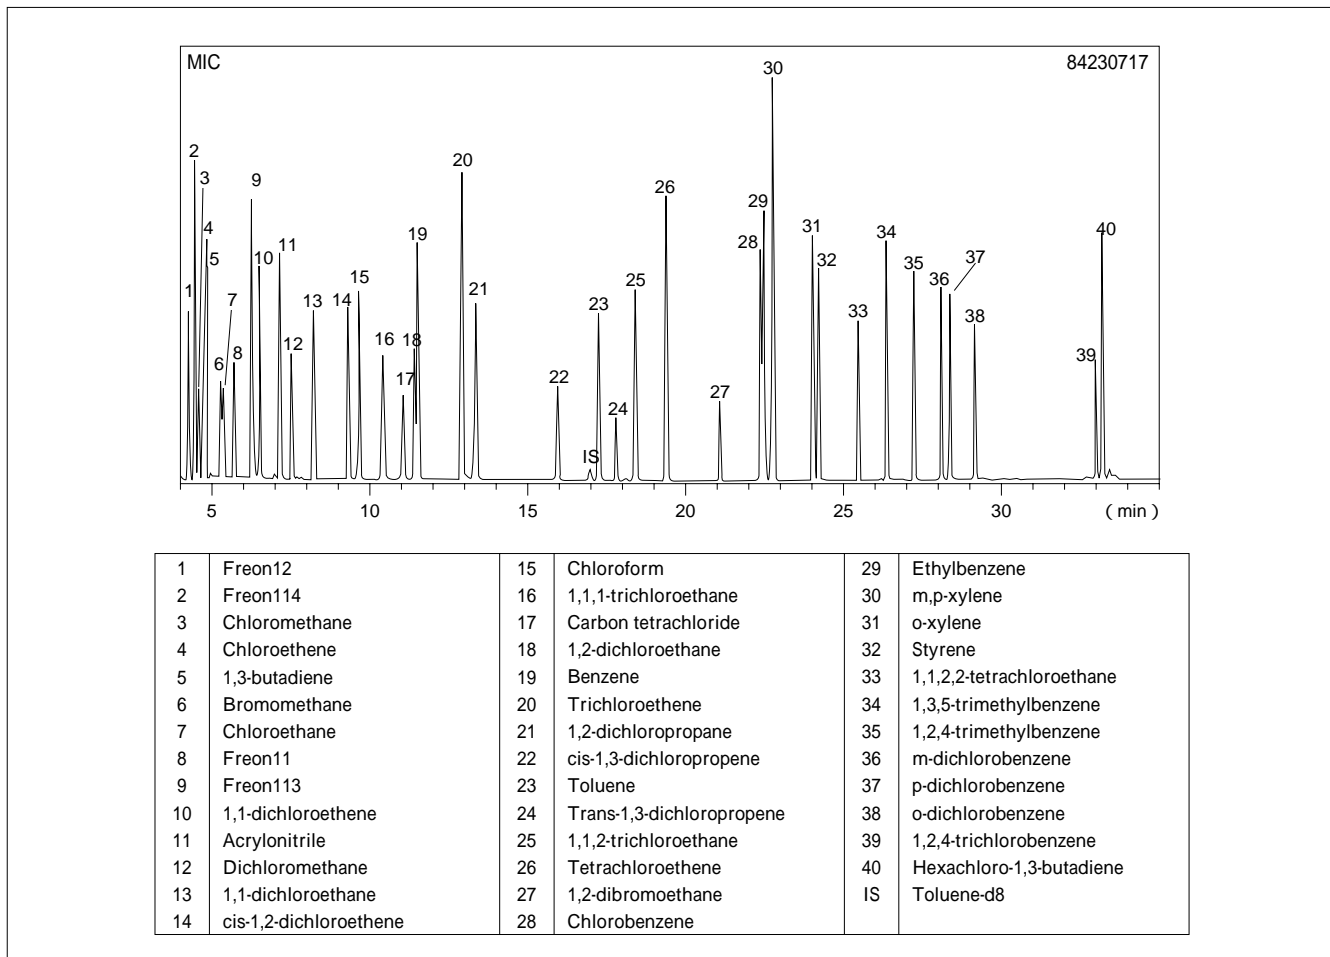 MIC 84230717
30
2
3
20
9
26
29
4
19
31
28
34
40
5
10
11
32
37
35
15
25
36
1
7
13
14
23
33
38
12
8
16
18
39
6
17
22
27
24
21
IS
5 10 15 20 25 30 ( min )
1 Freon12 15 Chloroform 29 Ethylbenzene
2 Freon114 16 1,1,1-trichloroethane 30 m,p-xylene
3 Chloromethane 17 Carbon tetrachloride 31 o-xylene
4 Chloroethene 18 1,2-dichloroethane 32 Styrene
5 1,3-butadiene 19 Benzene 33 1,1,2,2-tetrachloroethane
6 Bromomethane 20 Trichloroethene 34 1,3,5-trimethylbenzene
7 Chloroethane 21 1,2-dichloropropane 35 1,2,4-trimethylbenzene
8 Freon11 22 cis-1,3-dichloropropene 36 m-dichlorobenzene
9 Freon113 23 Toluene 37 p-dichlorobenzene
10 1,1-dichloroethene 24 Trans-1,3-dichloropropene 38 o-dichlorobenzene
11 Acrylonitrile 25 1,1,2-trichloroethane 39 1,2,4-trichlorobenzene
12 Dichloromethane 26 Tetrachloroethene 40 Hexachloro-1,3-butadiene
13 1,1-dichloroethane 27 1,2-dibromoethane IS Toluene-d8
14 cis-1,2-dichloroethene 28 Chlorobenzene